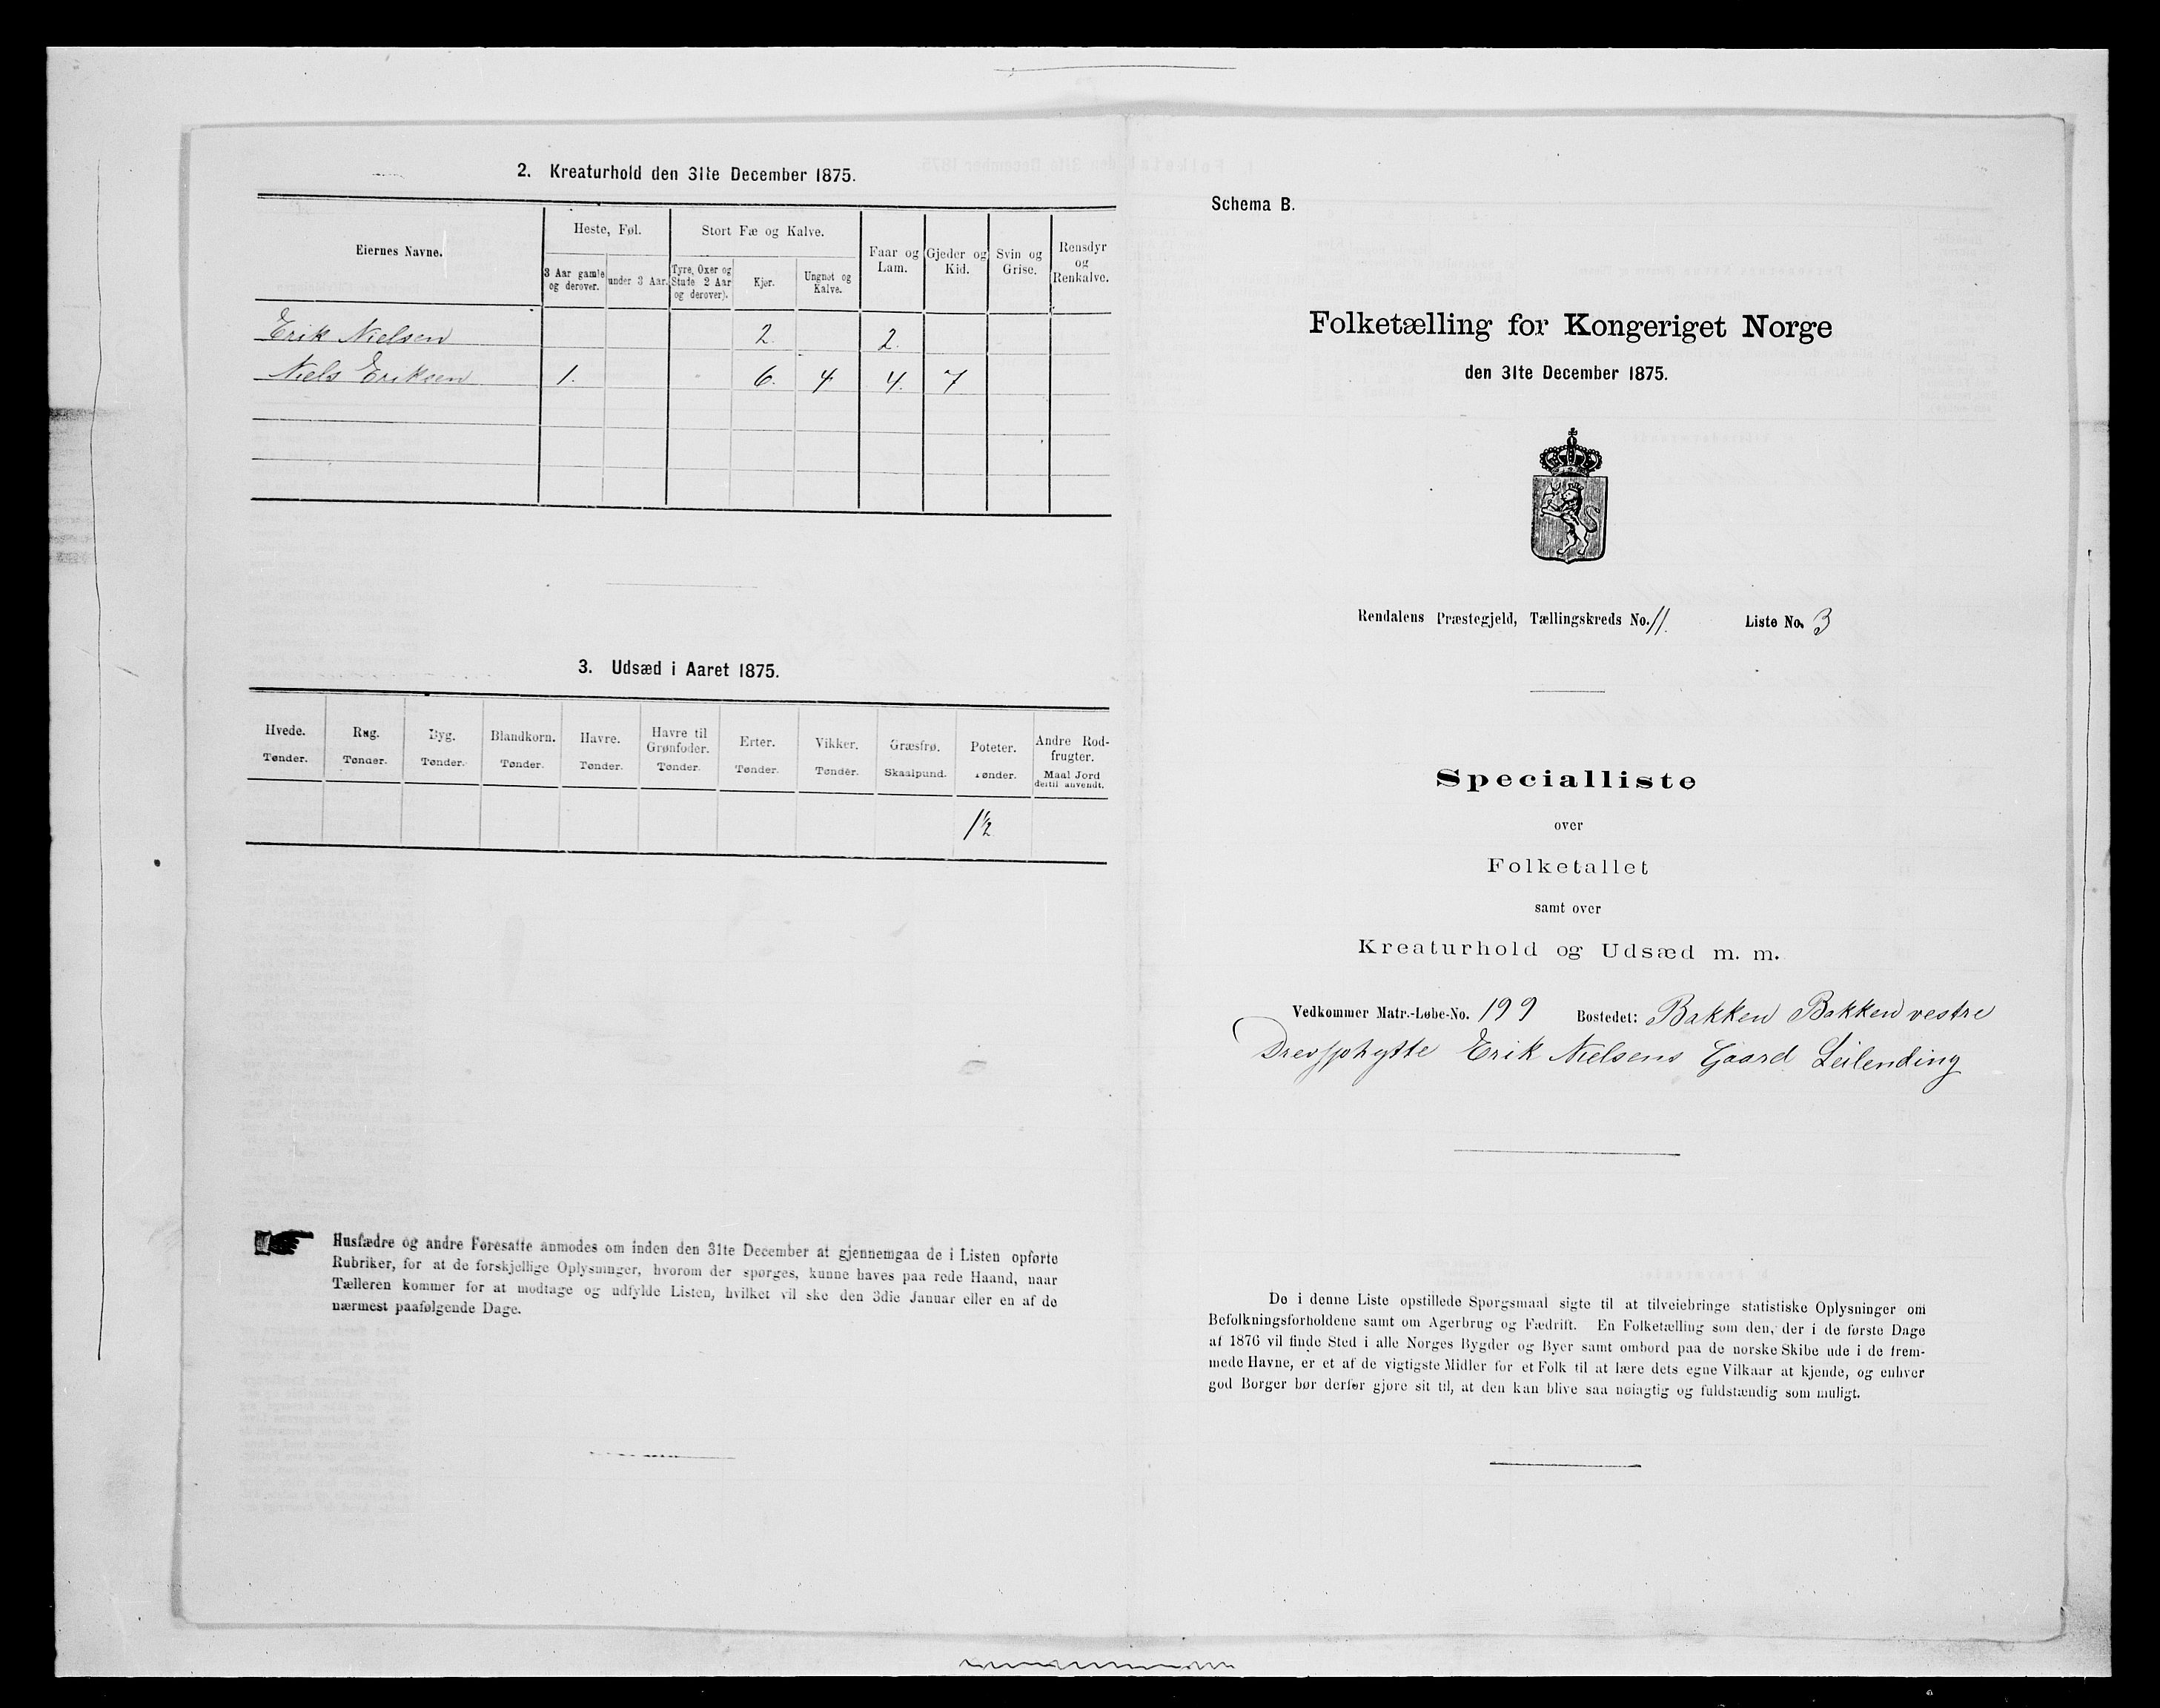 2. Kreaturhold den 31te December 1875.
Eiernes Navne.
Heste, Føl.
Stort Fæ og Kalve.
Faar og
Lam.
Gjeder og
Kid.
Svin og
Grise.
Rensdyr
og
Renkalve.
3 Aar gamle
og derover.
under 3 Aar.
Tyre, Oxer og
Stude 2 Aar
og derover).
Kjør.
Ungnøt og
Kalve.
Erik Nielsen 2. 2.
Niels Eriksen 1. 6. 4 4. 7
3. Udsæd i Aaret 1875.
Hvede. Rug. Byg. Blandkorn. Havre. Havre til
Grønfoder. Erter. Vikker. Græsfrø. Poteter. Andre Rod-
frugter.
Tønder. Tønder. Tønder. Tønder. Tønder. Tønder. Tønder. Tønder. Skaalpund. Tønder. Maal Jord
dertil anvendt.
1½
Husfædre og andre Foresatte anmodes om inden den 31te December at gjennemgaa de i Listen opførte
Rubriker, for at de forskjellige Oplysninger, hvorom der spørges, kunne haves paa rede Haand, naar
Tælleren kommer for at modtage og udfylde Listen, hvilket vil ske den 3die Januar eller en af de
nærmest paafølgende Dage.
Schema B.
Folketælling for Kongeriget Norge
den 31te December 1875.
Rendalens Præstegjeld, Tællingskreds No. 11. Liste No. 3
Specialliste
over
Folketallet
samt over
Kreaturhold og Udsæd m. m.
Vedkommer Matr.-Løbe-No. 199 Bostedet: Bakken Bakken vestre
Drevsjøhytte Erik Nielsens Gaard Leilending
De i denne Liste opstillede Spørgsmaal sigte til at tilveiebringe statistiske Oplysninger om
Befolkningsforholdene samt om Agerbrug og Fædrift. En Folketælling som den, der i de første Dage
af 1876 vil finde Sted i alle Norges Bygder og Byer samt ombord paa de norske Skibe ude i de frem-
mede Havne, er et af de vigtigste Midler for et Folk til at lære dets egne Vilkaar at kjende, og enhver
god Borger bør derfor gjøre sit til, at den kan blive saa nøiagtig og fuldstændig som muligt.